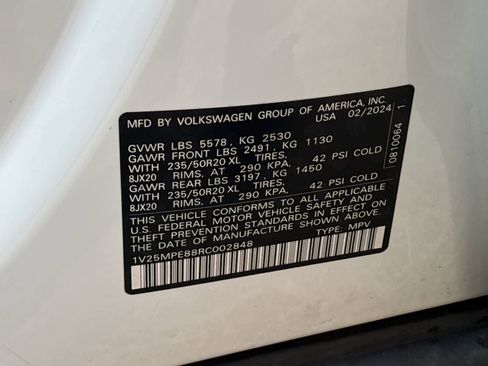 MFD BY VOLKSWAGEN GROUP OF AMERICA, INC.
USA 02/2024
GVWR LBS 5578, KG 2530
GAWR FRONT LBS 2491, KG 1130
WITH 235/50R20 XL TIRES, 42 PSI COLD
8JX20 RIMS, AT 290 KPA,
GAWR REAR LBS 3197, KG 1450
WITH 235/50R20 XL TIRES, 42 PSI COLD
8JX20 RIMS, AT 290 KPA,
THIS VEHICLE CONFORMS TO ALL APPLICABLE
U.S. FEDERAL MOTOR VEHICLE SAFETY AND
THEFT PREVENTION STANDARDS IN EFFECT ON
THE DATE OF MANUFACTURE SHOWN ABOVE.
1V25MPE88RC002848 TYPE: MPV
0810064 1